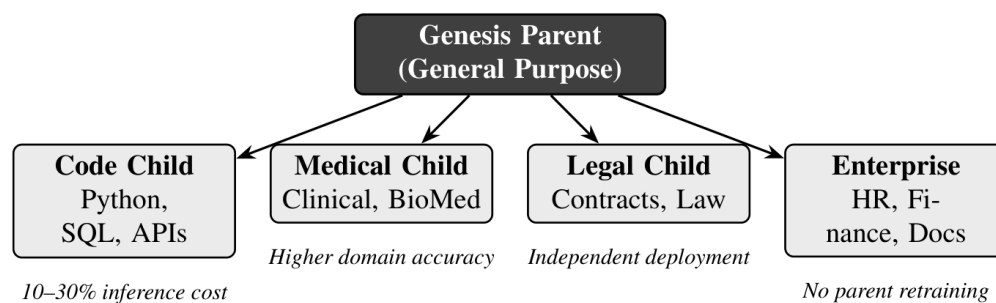 Genesis Parent
(General Purpose)
Code Child
Python,
SQL, APIs
Medical Child
Clinical, BioMed
Legal Child
Contracts, Law
Enterprise
HR, Fi-
nance, Docs
Higher domain accuracy
Independent deployment
10–30% inference cost
No parent retraining